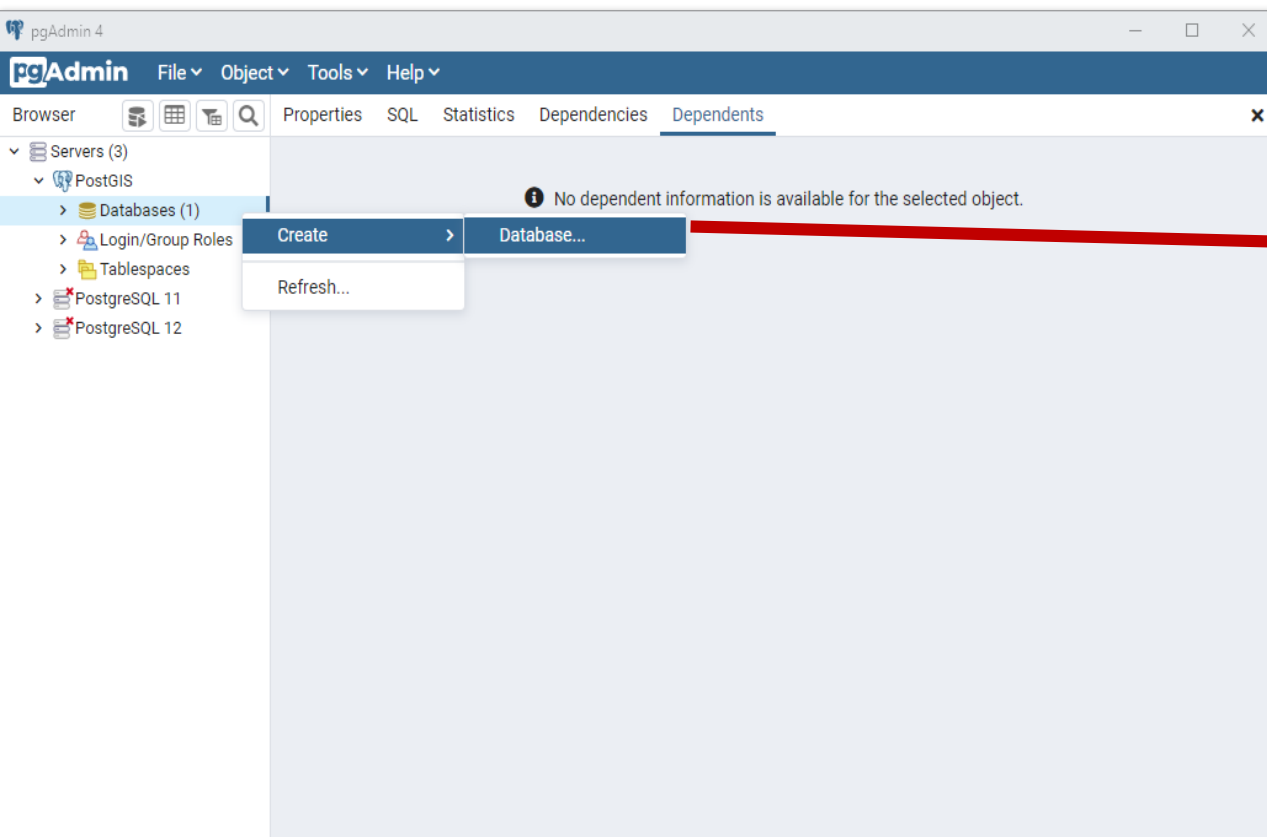 pgAdmin 4
pgAdmin File Object Tools Help
Browser Properties SQL Statistics Dependencies Dependents
Servers (3)
PostGIS
No dependent information is available for the selected object.
Databases (1)
Create Database...
Login/Group Roles
Tablespaces
Refresh...
PostgreSQL 11
PostgreSQL 12